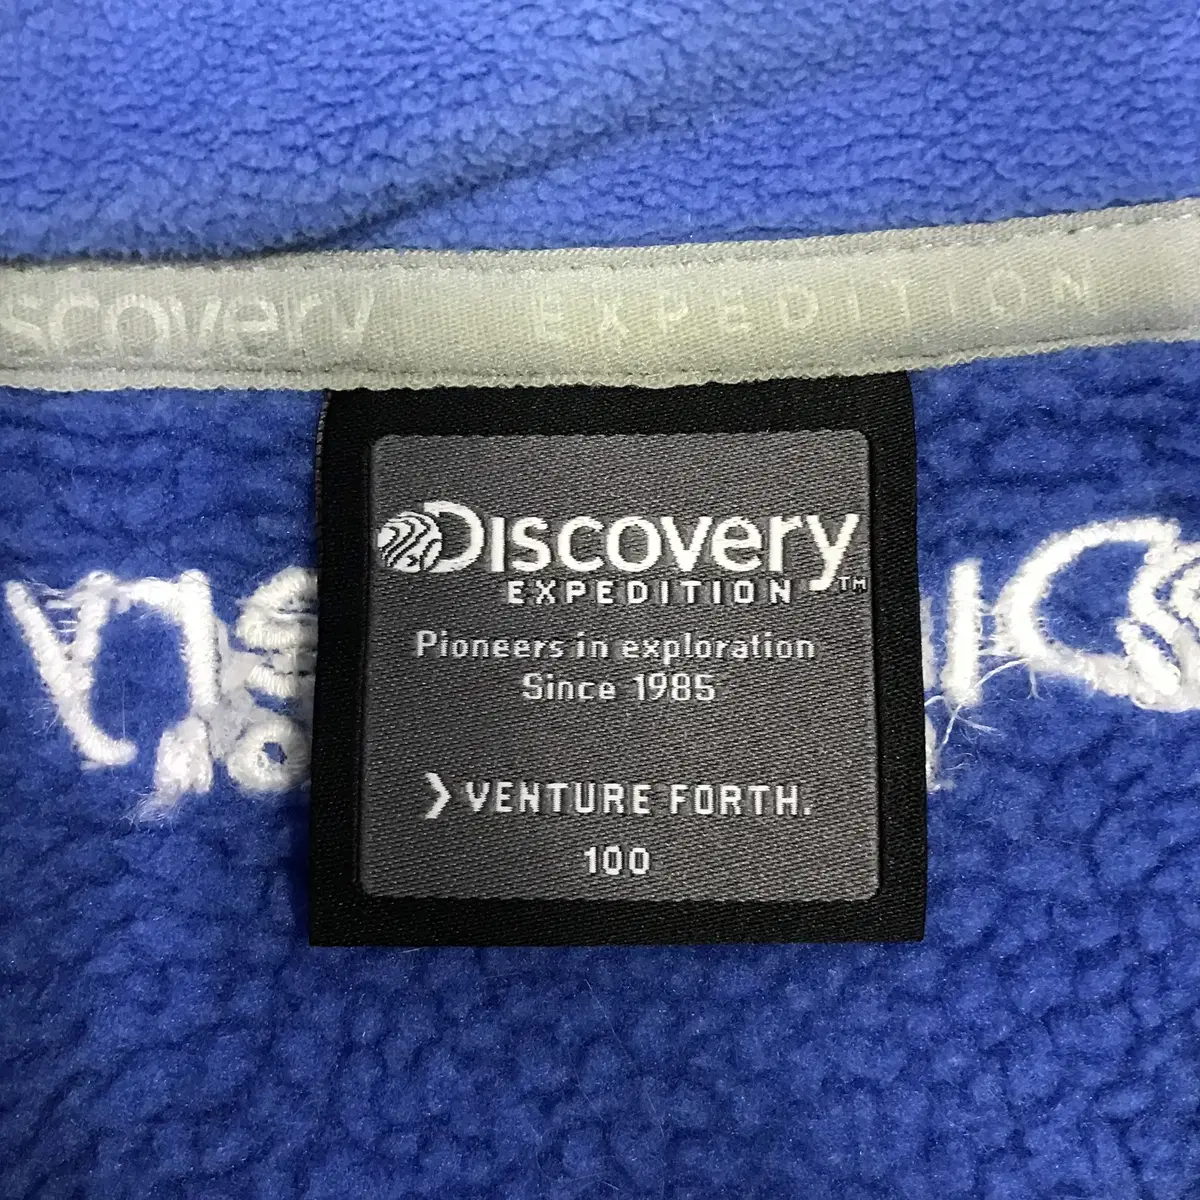 scovery EXPEDITION
Discovery
EXPEDITION™
Pioneers in exploration
Since 1985
❯ VENTURE FORTH.
100